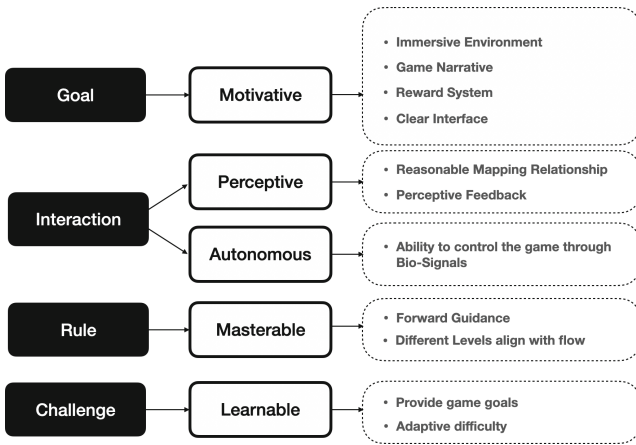 Goal
Motivative
• Immersive Environment
• Game Narrative
• Reward System
• Clear Interface
Interaction
Perceptive
• Reasonable Mapping Relationship
• Perceptive Feedback
Autonomous
• Ability to control the game through
Bio-Signals
Rule
Masterable
• Forward Guidance
• Different Levels align with flow
Challenge
Learnable
• Provide game goals
• Adaptive difficulty